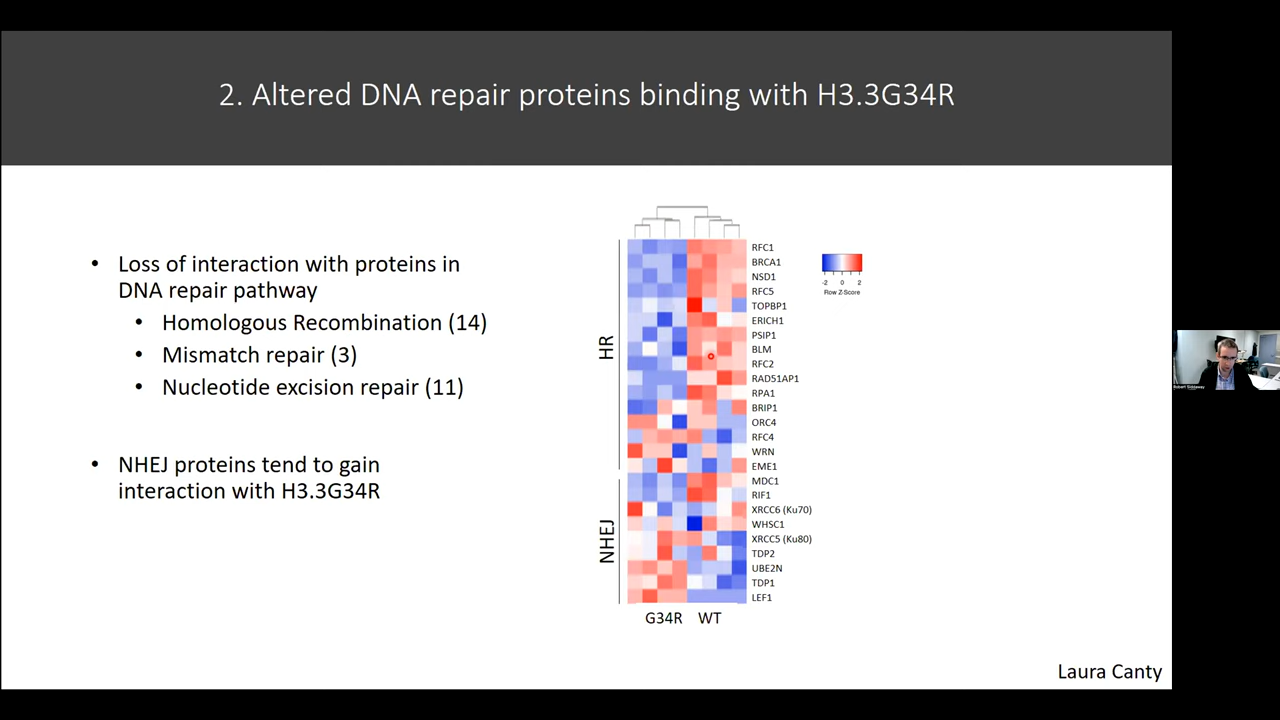 2. Altered DNA repair proteins binding with H3.3G34R
• Loss of interaction with proteins in
DNA repair pathway
• Homologous Recombination (14)
• Mismatch repair (3)
• Nucleotide excision repair (11)
• NHEJ proteins tend to gain
interaction with H3.3G34R
HR
NHEJ
RFC1
BRCA1
NSD1
RFC5
TOPBP1
ERICH1
PSIP1
BLM
RFC2
RAD51AP1
RPA1
BRIP1
ORC4
RFC4
WRN
EME1
MDC1
RIF1
XRCC6 (Ku70)
WHSC1
XRCC5 (Ku80)
TDP2
UBE2N
TDP1
LEF1
G34R WT
-2 0 2
Row Z-Score
Laura Canty
Robert Siddaway